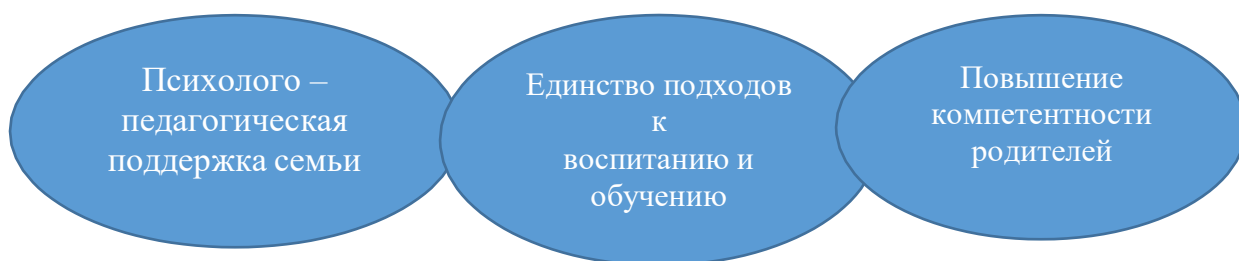 Психолого –
педагогическая
поддержка семьи
Единство подходов
к
воспитанию и
обучению
Повышение
компетентности
родителей